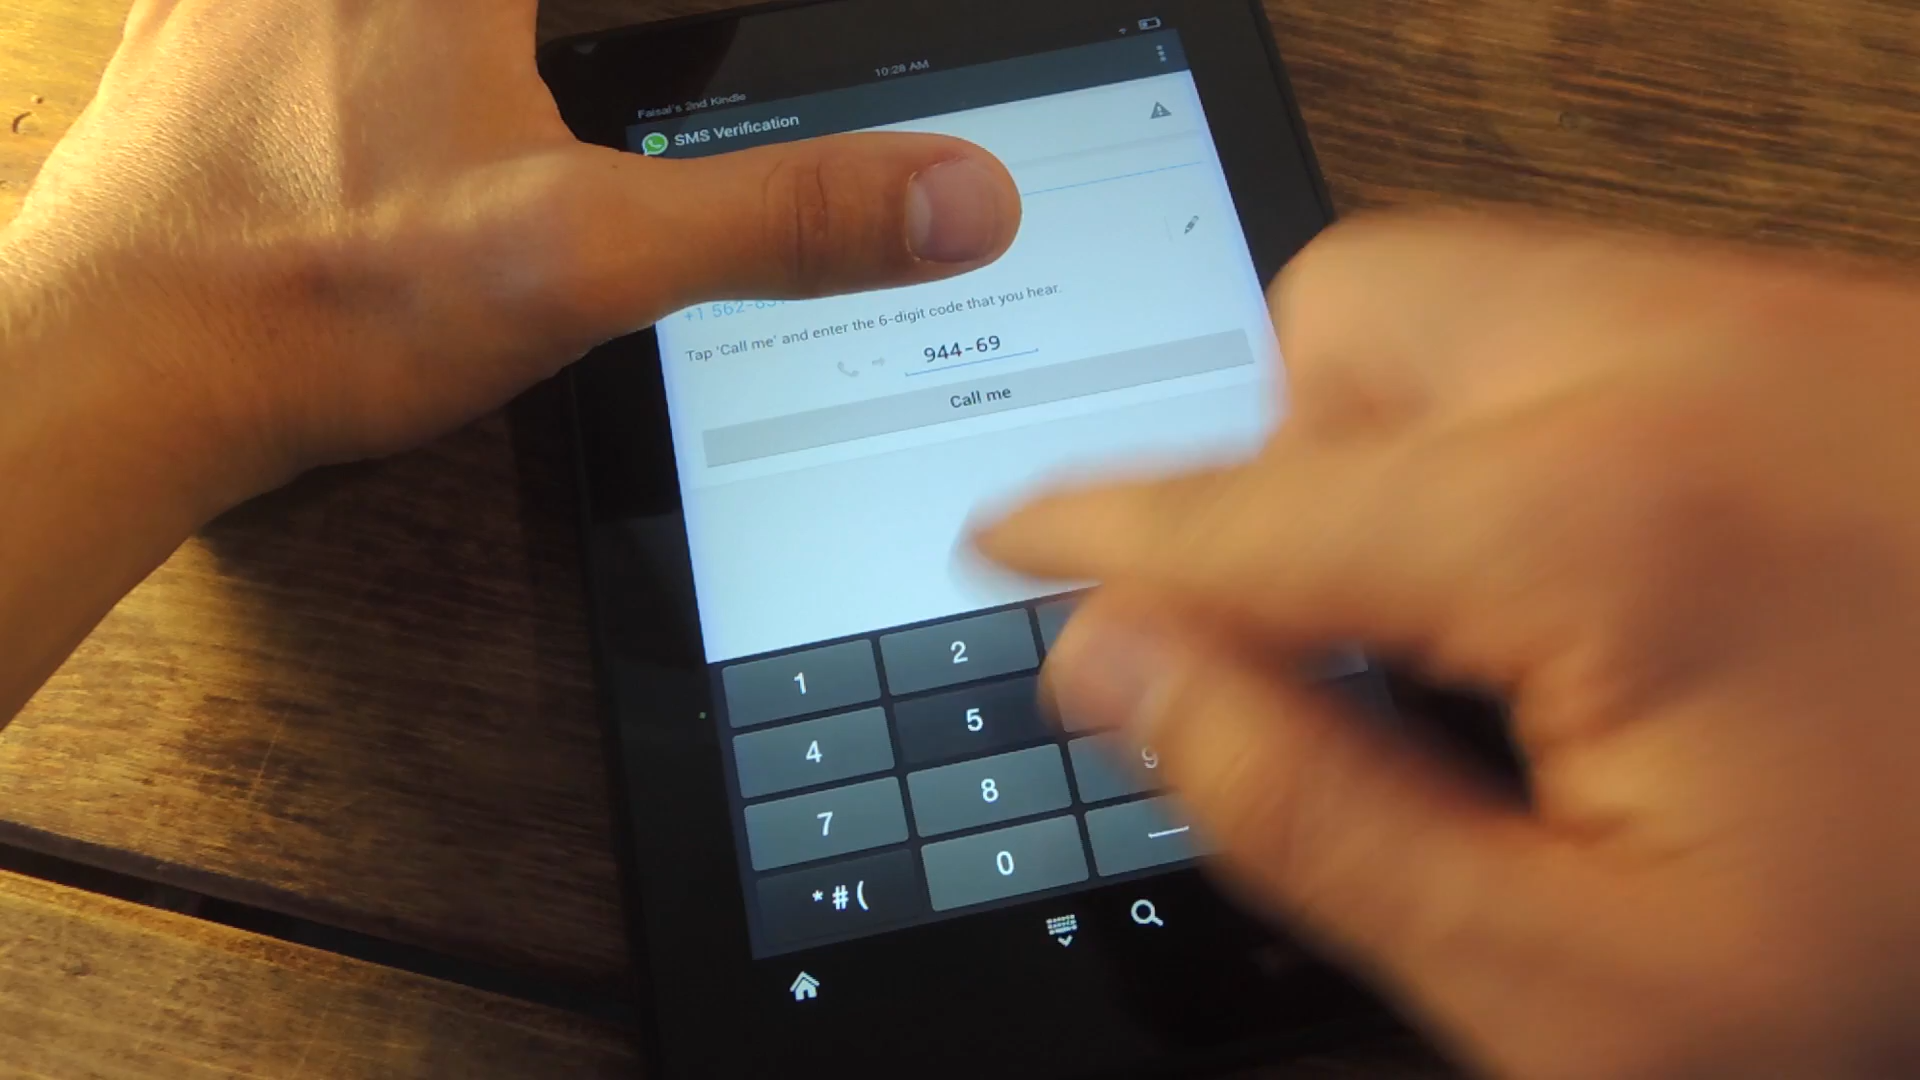 10:28 AM
Faisal's 2nd Kindle
SMS Verification
+1 562-8
Tap 'Call me' and enter the 6-digit code that you hear.
944-69
Call me
1 2
4 5
7 8 9
*#( 0